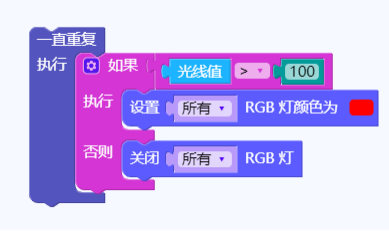 一直重复
执行 如果 光线值 > 100
执行 设置 所有 RGB 灯颜色为
否则 关闭 所有 RGB 灯